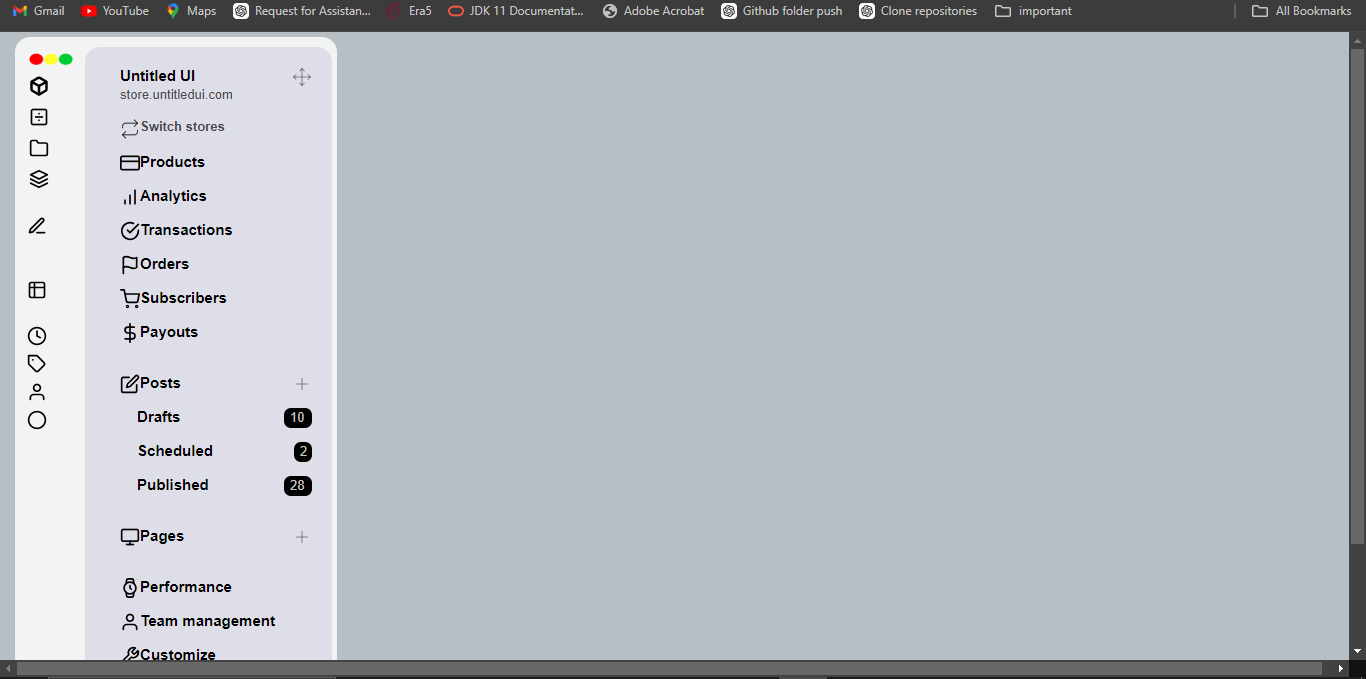 Gmail YouTube Maps Request for Assistan... Era5 JDK 11 Documentat... Adobe Acrobat Github folder push Clone repositories important All Bookmarks
Untitled UI
store.untitledui.com
Switch stores
Products
Analytics
Transactions
Orders
Subscribers
Payouts
Posts
Drafts 10
Scheduled 2
Published 28
Pages
Performance
Team management
Customize